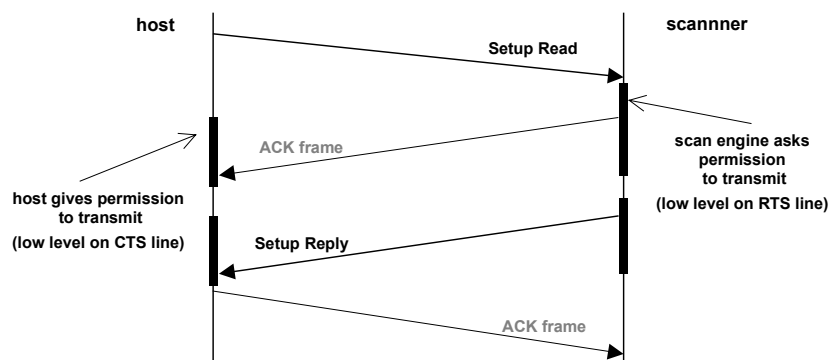 host
scannner
Setup Read
ACK frame
scan engine asks
permission
to transmit
(low level on RTS line)
host gives permission
to transmit
(low level on CTS line)
Setup Reply
ACK frame